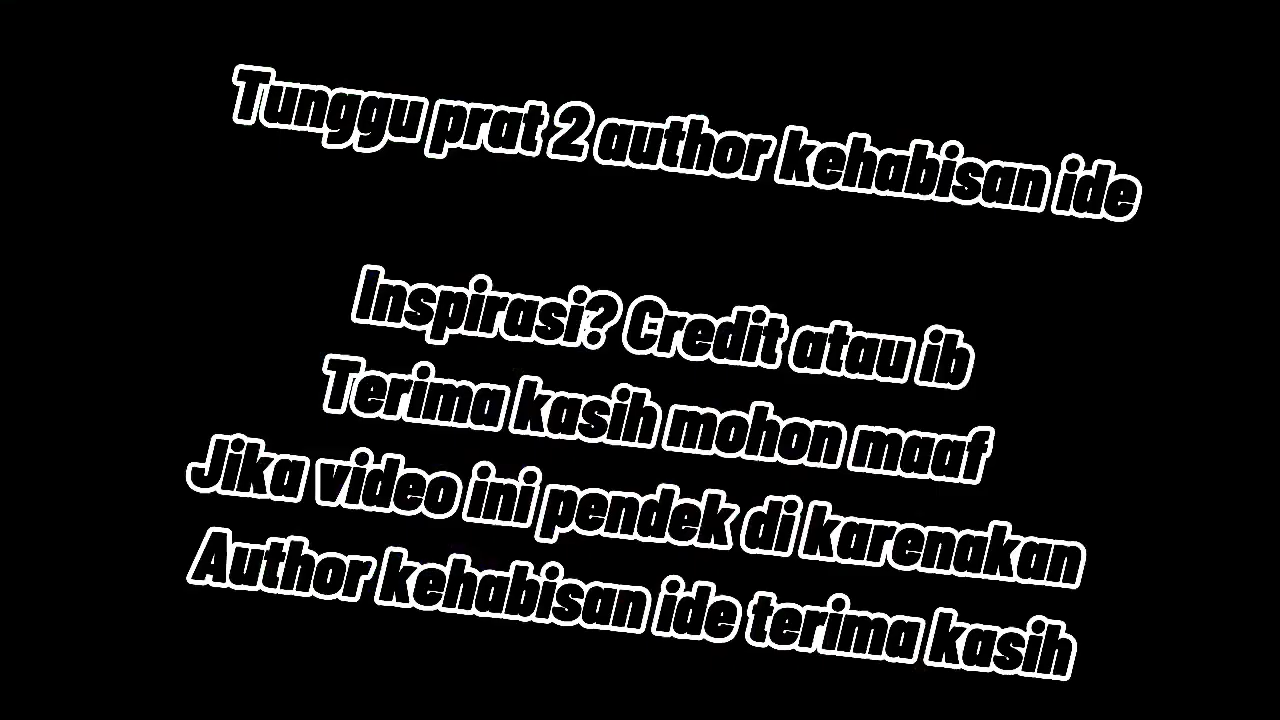 Tunggu prat 2 author kehabisan ide
Inspirasi? Credit atau ib
Terima kasih mohon maaf
Jika video ini pendek di karenakan
Author kehabisan ide terima kasih